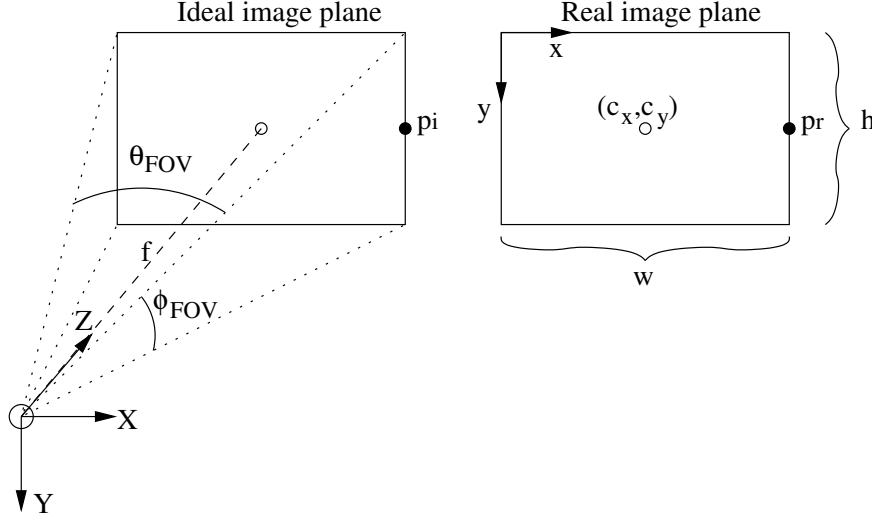 Ideal image plane
Real image plane
x
y
(c_x,c_y)
pi
pr
h
θ_FOV
f
w
ϕ_FOV
Z
X
Y